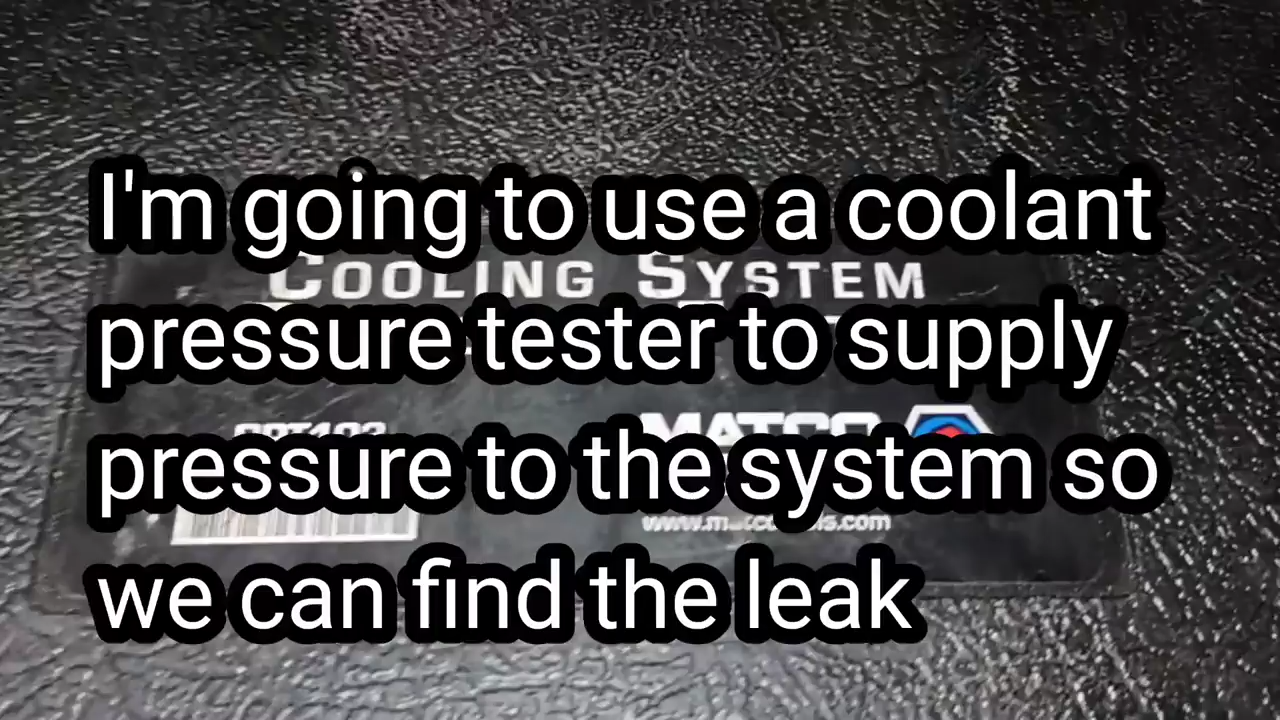 I'm going to use a coolant
COOLING SYSTEM
pressure tester to supply
MATCO
pressure to the system so
we can find the leak